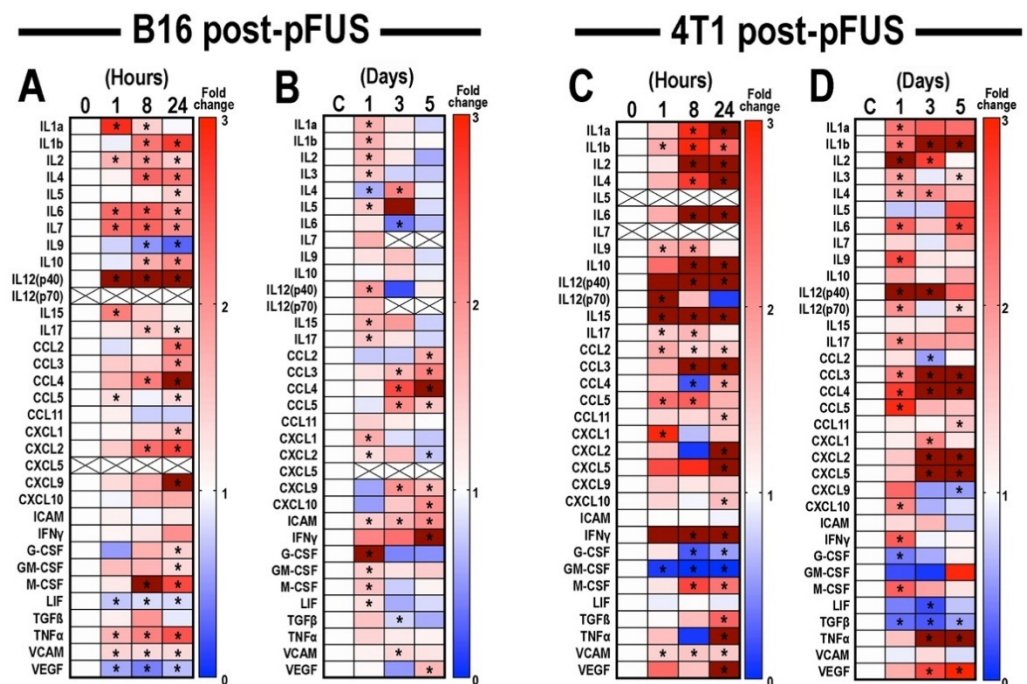 B16 post-pFUS
A
(Hours)
0 1 8 24
Fold
change
IL1a
IL1b
IL2
IL4
IL5
IL6
IL7
IL9
IL10
IL12(p40)
IL12(p70)
IL15
IL17
CCL2
CCL3
CCL4
CCL5
CCL11
CXCL1
CXCL2
CXCL5
CXCL9
CXCL10
ICAM
IFNγ
G-CSF
GM-CSF
M-CSF
LIF
TGFß
TNFα
VCAM
VEGF
3
2
1
0
B
(Days)
C 1 3 5
Fold
change
IL1a
IL1b
IL2
IL3
IL4
IL5
IL6
IL7
IL9
IL10
IL12(p40)
IL12(p70)
IL15
IL17
CCL2
CCL3
CCL4
CCL5
CCL11
CXCL1
CXCL2
CXCL5
CXCL9
CXCL10
ICAM
IFNγ
G-CSF
GM-CSF
M-CSF
LIF
TGFß
TNFα
VCAM
VEGF
3
2
1
0
4T1 post-pFUS
C
(Hours)
0 1 8 24
Fold
change
IL1a
IL1b
IL2
IL4
IL5
IL6
IL7
IL9
IL10
IL12(p40)
IL12(p70)
IL15
IL17
CCL2
CCL3
CCL4
CCL5
CCL11
CXCL1
CXCL2
CXCL5
CXCL9
CXCL10
ICAM
IFNγ
G-CSF
GM-CSF
M-CSF
LIF
TGFß
TNFα
VCAM
VEGF
3
2
1
0
D
(Days)
C 1 3 5
Fold
change
IL1a
IL1b
IL2
IL3
IL4
IL5
IL6
IL7
IL9
IL10
IL12(p40)
IL12(p70)
IL15
IL17
CCL2
CCL3
CCL4
CCL5
CCL11
CXCL1
CXCL2
CXCL5
CXCL9
CXCL10
ICAM
IFNγ
G-CSF
GM-CSF
M-CSF
LIF
TGFβ
TNFα
VCAM
VEGF
3
2
1
0